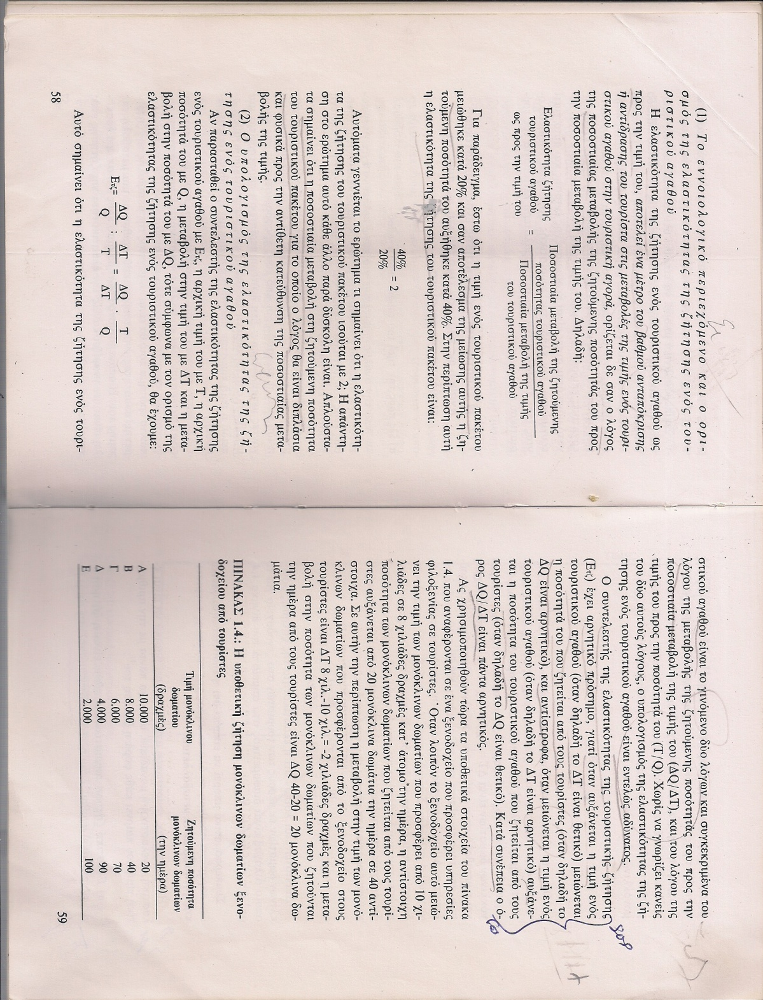 (1) Το εννοιολογικό περιεχόμενο και ο ορι-
σμός της ελαστικότητας της ζήτησης ενός του-
ριστικού αγαθού
Η ελαστικότητα της ζήτησης ενός τουριστικού αγαθού ως
προς την τιμή του, αποτελεί ένα μέτρο του βαθμού ανταπόκρισης
ή αντίδρασης του τουρίστα στις μεταβολές της τιμής ενός τουρι-
στικού αγαθού στην τουριστική αγορά, ορίζεται δε σαν ο λόγος
της ποσοστιαίας μεταβολής της ζητούμενης ποσότητάς του προς
την ποσοστιαία μεταβολή της τιμής του. Δηλαδή:
Ελαστικότητα ζήτησης
τουριστικού αγαθού
ως προς την τιμή του
=
Ποσοστιαία μεταβολή της ζητούμενης
ποσότητας τουριστικού αγαθού
Ποσοστιαία μεταβολή της τιμής
του τουριστικού αγαθού
Για παράδειγμα, έστω ότι η τιμή ενός τουριστικού πακέτου
μειώθηκε κατά 20% και σαν αποτέλεσμα της μείωσης αυτής η ζη-
τούμενη ποσότητά του αυξήθηκε κατά 40%. Στην περίπτωση αυτή
η ελαστικότητα της ζήτησης του τουριστικού πακέτου είναι:
40%
20%
= 2
Αυτόματα γεννιέται το ερώτημα τι σημαίνει ότι η ελαστικότη-
τα της ζήτησης του τουριστικού πακέτου ισούται με 2; Η απάντη-
ση στο ερώτημα αυτό κάθε άλλο παρά δύσκολη είναι. Απλούστα-
τα σημαίνει ότι η ποσοστιαία μεταβολή στη ζητούμενη ποσότητα
του τουριστικού πακέτου για το οποίο ο λόγος θα είναι διπλάσια
και φυσικά προς την αντίθετη κατεύθυνση της ποσοστιαίας μετα-
βολής της τιμής.
(2) Ο υπολογισμός της ελαστικότητας της ζή-
τησης ενός τουριστικού αγαθού
Αν παρασταθεί ο συντελεστής της ελαστικότητας της ζήτησης
ενός τουριστικού αγαθού με Ετζ, η αρχική τιμή του με Τ, η αρχική
ποσότητά του με Q, η μεταβολή στην τιμή του με ΔΤ και η μετα-
βολή στην ποσότητά του με ΔQ, τότε σύμφωνα με τον ορισμό της
ελαστικότητας της ζήτησης ενός τουριστικού αγαθού, θα έχουμε:
Ετζ= ΔQ/Q : ΔΤ/Τ = ΔQ/ΔΤ · Τ/Q
Αυτό σημαίνει ότι η ελαστικότητα της ζήτησης ενός τουρι-
58
στικού αγαθού είναι το γινόμενο δύο λόγων και συγκεκριμένα του
λόγου της μεταβολής της ζητούμενης ποσότητάς του προς την
ποσοστιαία μεταβολή της τιμής του (ΔQ/ΔΤ), και του λόγου της
τιμής του προς την ποσότητά του (Τ/Q). Χωρίς να γνωρίζει κανείς
του δύο αυτούς λόγους, ο υπολογισμός της ελαστικότητας της ζή-
τησης ενός τουριστικού αγαθού είναι εντελώς αδύνατος.
Ο συντελεστής της ελαστικότητας της τουριστικής ζήτησης
(Ετζ) έχει αρνητικό πρόσημο, γιατί όταν αυξάνεται η τιμή ενός
τουριστικού αγαθού (όταν δηλαδή το ΔΤ είναι θετικό) μειώνεται
η ποσότητά του που ζητείται από τους τουρίστες (όταν δηλαδή το
ΔQ είναι αρνητικό), και αντίστροφα, όταν μειώνεται η τιμή ενός
τουριστικού αγαθού (όταν δηλαδή το ΔΤ είναι αρνητικό) αυξάνε-
ται η ποσότητα του τουριστικού αγαθού που ζητείται από τους
τουρίστες (όταν δηλαδή το ΔQ είναι θετικό). Κατά συνέπεια ο ό-
ρος ΔQ/ΔΤ είναι πάντα αρνητικός.
Ας χρησιμοποιηθούν τώρα τα υποθετικά στοιχεία του πίνακα
1.4. που αναφέρονται σε ένα ξενοδοχείο που προσφέρει υπηρεσίες
φιλοξενίας σε τουρίστες. Όταν λοιπόν το ξενοδόχείο αυτό μειώ-
νει την τιμή των μονόκλινων δωματίων που προσφέρει από 10 χι-
λιάδες σε 8 χιλιάδες δραχμές κατ' άτομο την ημέρα, η αντίστοιχη
ποσότητα των μονόκλινων δωματίων που ζητείται από τους τουρί-
στες αυξάνεται από 20 μονόκλινα δωμάτια την ημέρα σε 40 αντί-
στοιχα. Σε αυτήν την περίπτωση η μεταβολή στην τιμή των μονό-
κλινων δωματίων που προσφέρονται από το ξενοδοχείο στους
τουρίστες είναι ΔΤ 8 χιλ.-10 χιλ.= -2 χιλιάδες δραχμές και η μετα-
βολή στην ποσότητα των μονόκλινων δωματίων που ζητούνται
την ημέρα από τους τουρίστες είναι ΔQ 40-20 = 20 μονόκλινα δω-
μάτια.
ΠΙΝΑΚΑΣ 1.4.: Η υποθετική ζήτηση μονόκλινων δωματίων ξενο-
δοχείου από τουρίστες
Τιμή μονόκλινου
δωματίου
(δραχμές)
Ζητούμενη ποσότητα
μονόκλινων δωματίων
(την ημέρα)
Α 10.000 20
Β 8.000 40
Γ 6.000 70
Δ 4.000 90
Ε 2.000 100
59